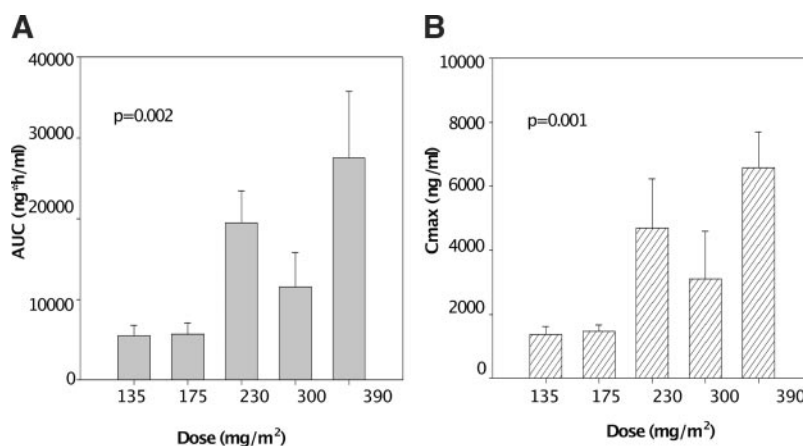 A
AUC (ng*h/ml)
40000
30000
20000
10000
0
p=0.002
135 175 230 300 390
Dose (mg/m²)
B
Cmax (ng/ml)
10000
8000
6000
4000
2000
0
p=0.001
135 175 230 300 390
Dose (mg/m²)